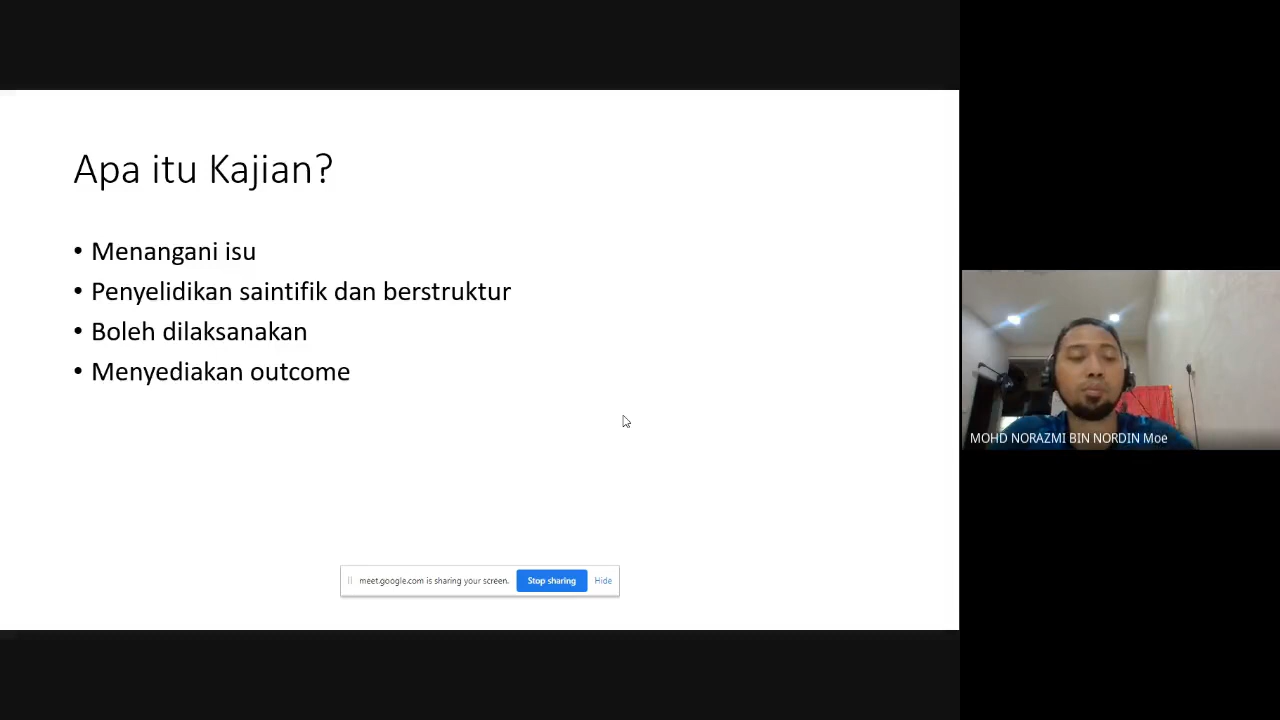 Apa itu Kajian?
• Menangani isu
• Penyelidikan saintifik dan berstruktur
• Boleh dilaksanakan
• Menyediakan outcome
meet.google.com is sharing your screen. Stop sharing Hide
MOHD NORAZMI BIN NORDIN Moe